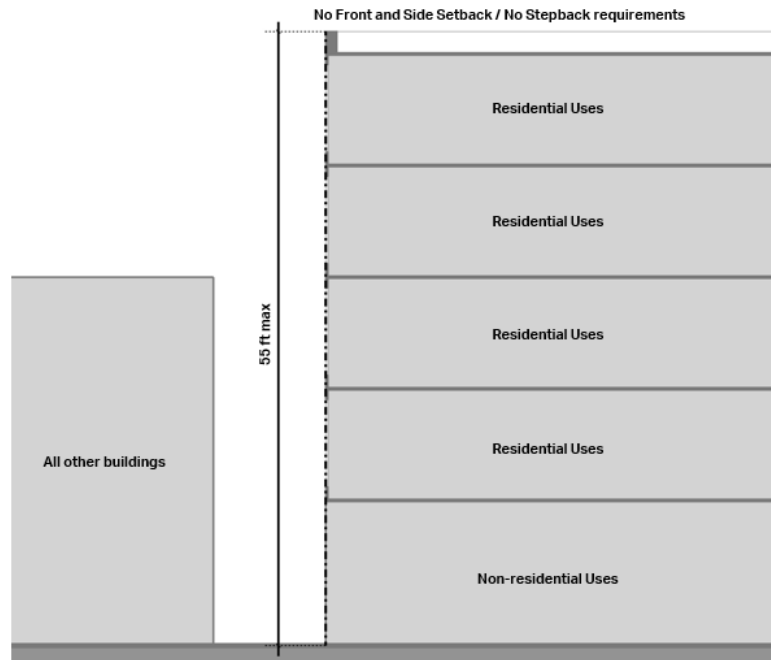 No Front and Side Setback / No Stepback requirements
Residential Uses
Residential Uses
55 ft max
Residential Uses
All other buildings
Residential Uses
Non-residential Uses